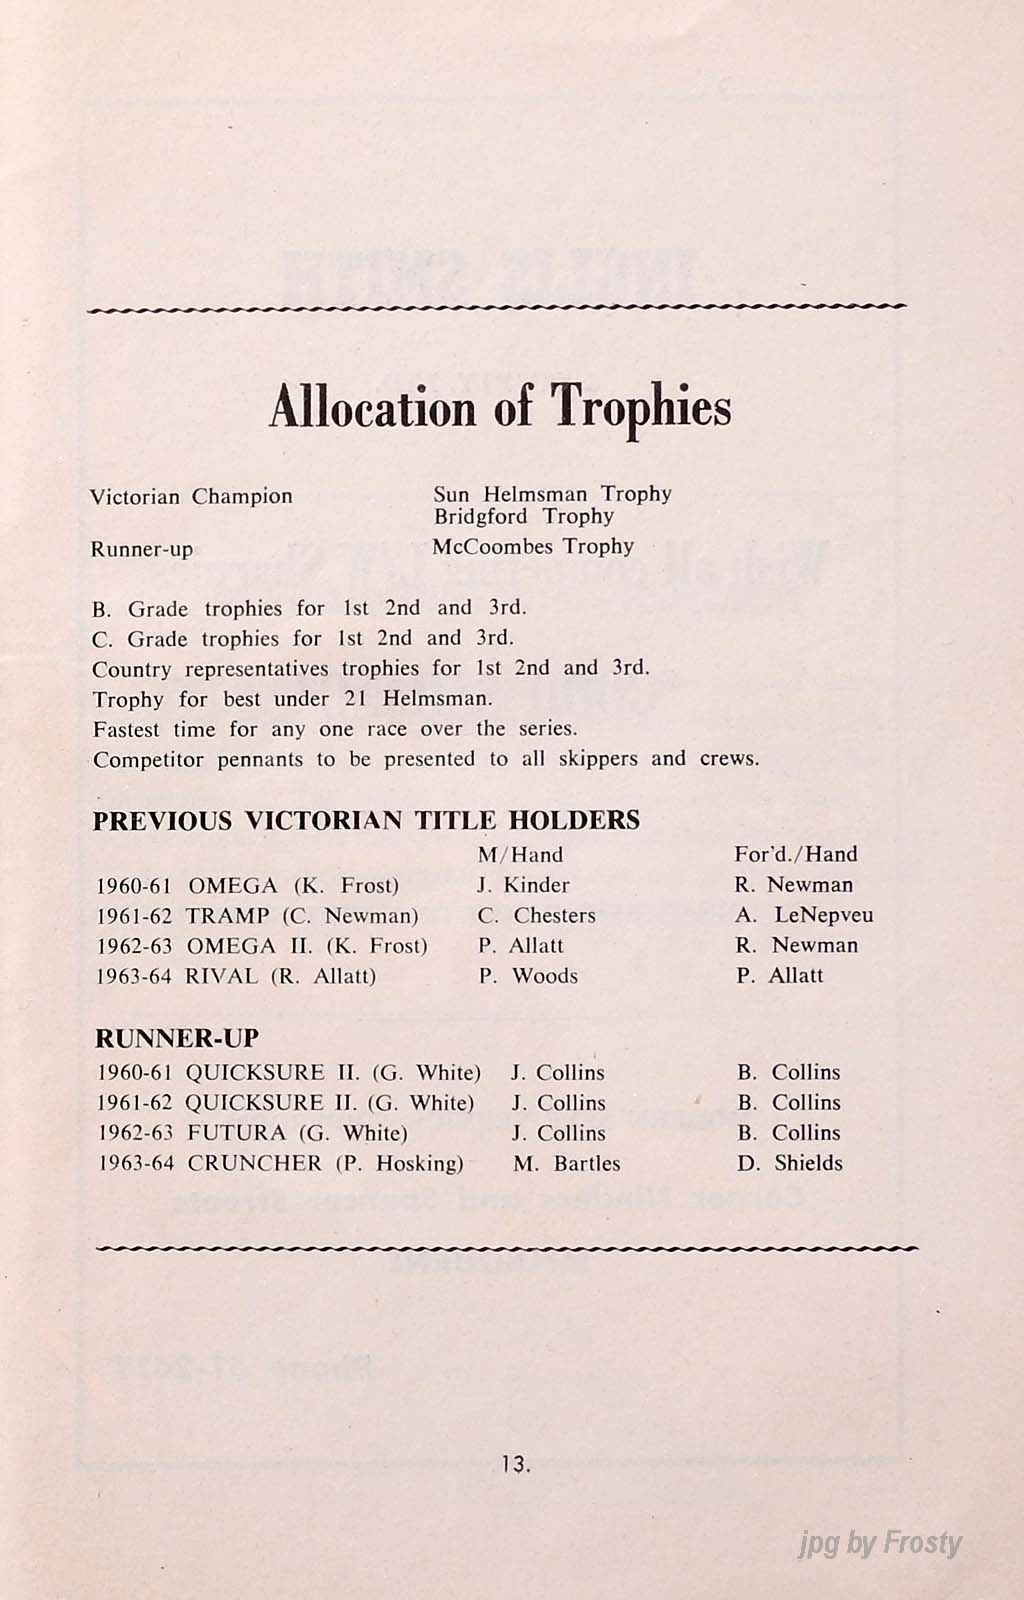 Allocation of Trophies
Victorian Champion Sun Helmsman Trophy
Bridgford Trophy
Runner-up McCoombes Trophy
B. Grade trophies for 1st 2nd and 3rd.
C. Grade trophies for 1st 2nd and 3rd.
Country representatives trophies for 1st 2nd and 3rd.
Trophy for best under 21 Helmsman.
Fastest time for any one race over the series.
Competitor pennants to be presented to all skippers and crews.
PREVIOUS VICTORIAN TITLE HOLDERS
M/Hand For'd./Hand
1960-61 OMEGA (K. Frost) J. Kinder R. Newman
1961-62 TRAMP (C. Newman) C. Chesters A. LeNepveu
1962-63 OMEGA II. (K. Frost) P. Allatt R. Newman
1963-64 RIVAL (R. Allatt) P. Woods P. Allatt
RUNNER-UP
1960-61 QUICKSURE II. (G. White) J. Collins B. Collins
1961-62 QUICKSURE II. (G. White) J. Collins B. Collins
1962-63 FUTURA (G. White) J. Collins B. Collins
1963-64 CRUNCHER (P. Hosking) M. Bartles D. Shields
13.
jpg by Frosty